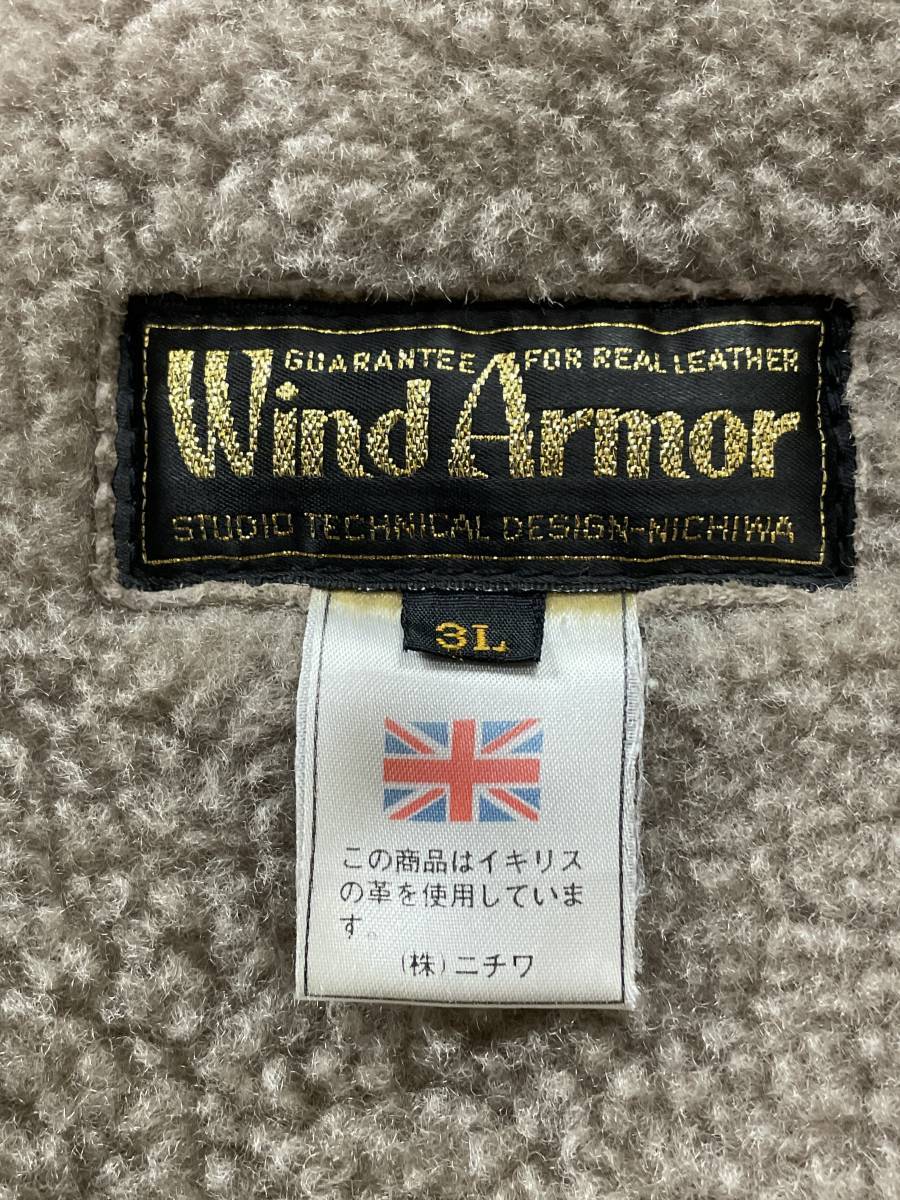 GUARANTEE FOR REAL LEATHER
Wind Armor
STUDIO TECHNICAL DESIGN-NICHIWA
3L
この商品はイギリス
の革を使用していま
す。
(株)ニチワ